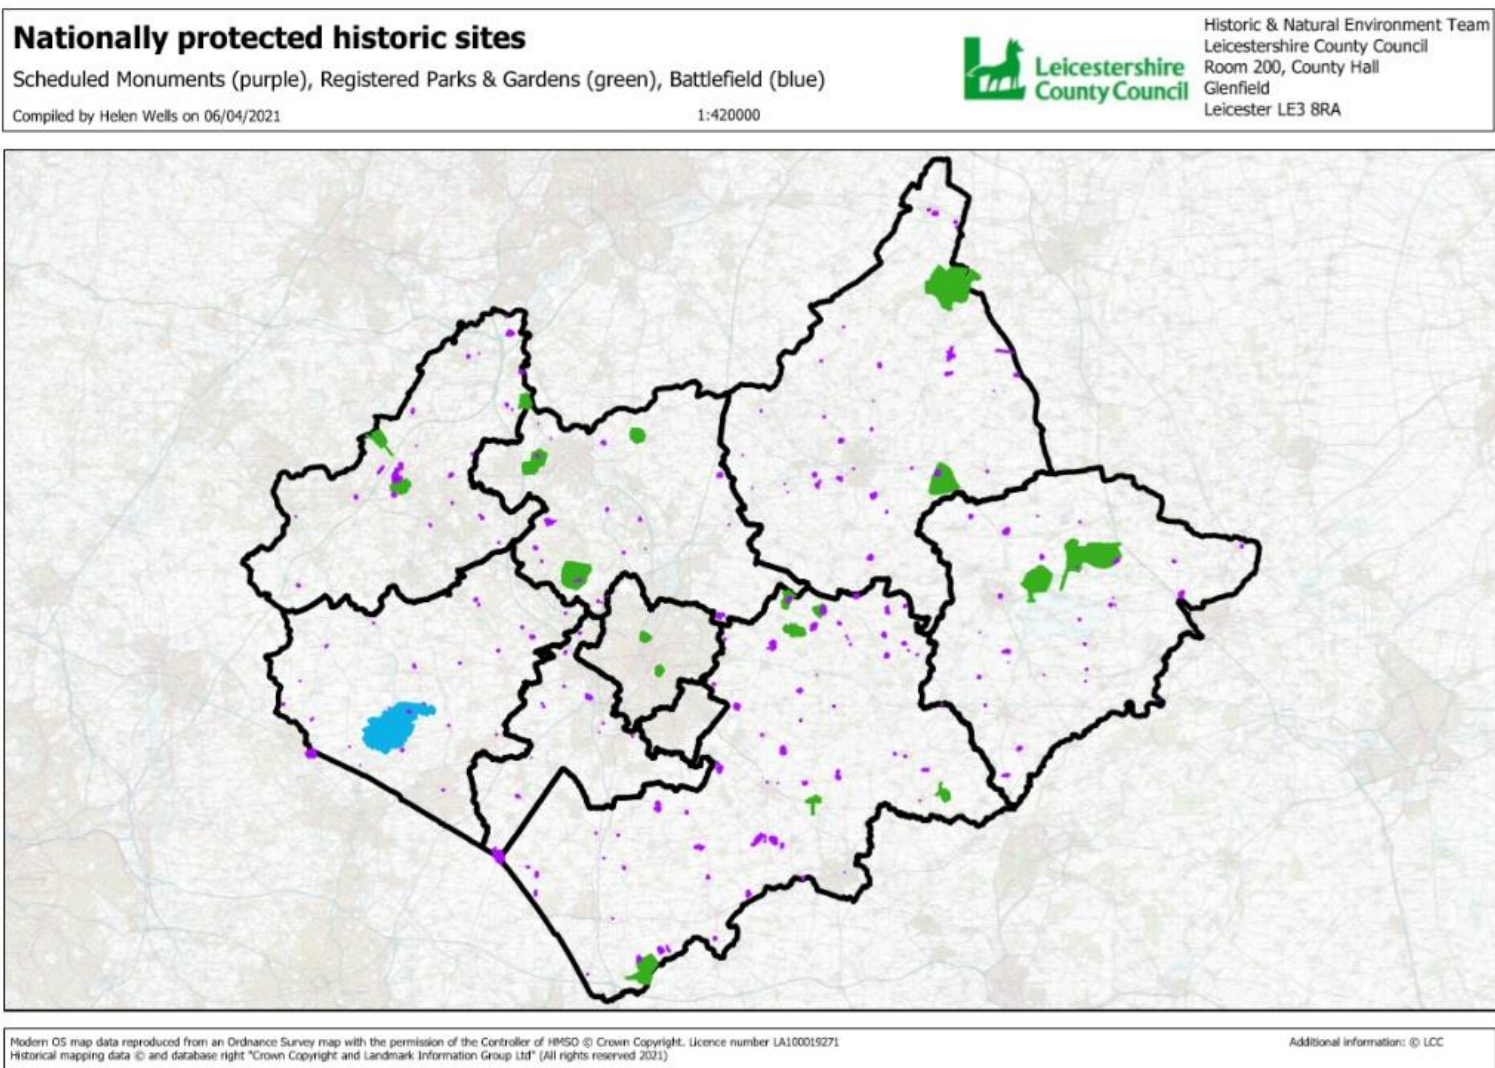 Nationally protected historic sites
Scheduled Monuments (purple), Registered Parks & Gardens (green), Battlefield (blue)
Compiled by Helen Wells on 06/04/2021
1:420000
Leicestershire
County Council
Historic & Natural Environment Team
Leicestershire County Council
Room 200, County Hall
Glenfield
Leicester LE3 8RA
Modern OS map data reproduced from an Ordnance Survey map with the permission of the Controller of HMSO © Crown Copyright. Licence number LA100019271
Historical mapping data © and database right "Crown Copyright and Landmark Information Group Ltd" (All rights reserved 2021)
Additional information: © LCC